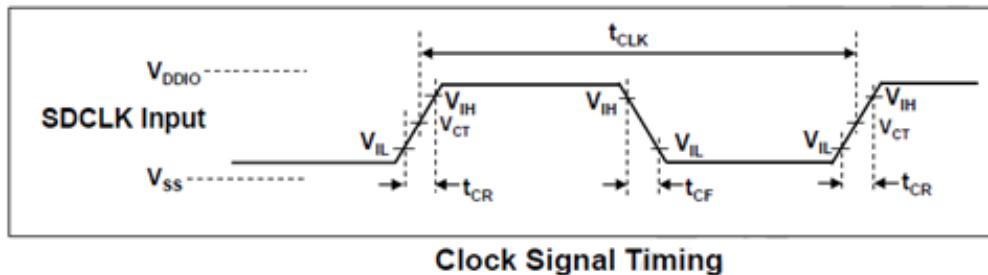 tCLK
VDDIO
SDCLK Input
VIH
VCT
VIL
VIH
VIL
VIL
VIH
VCT
VSS
tCR
tCF
tCR
Clock Signal Timing